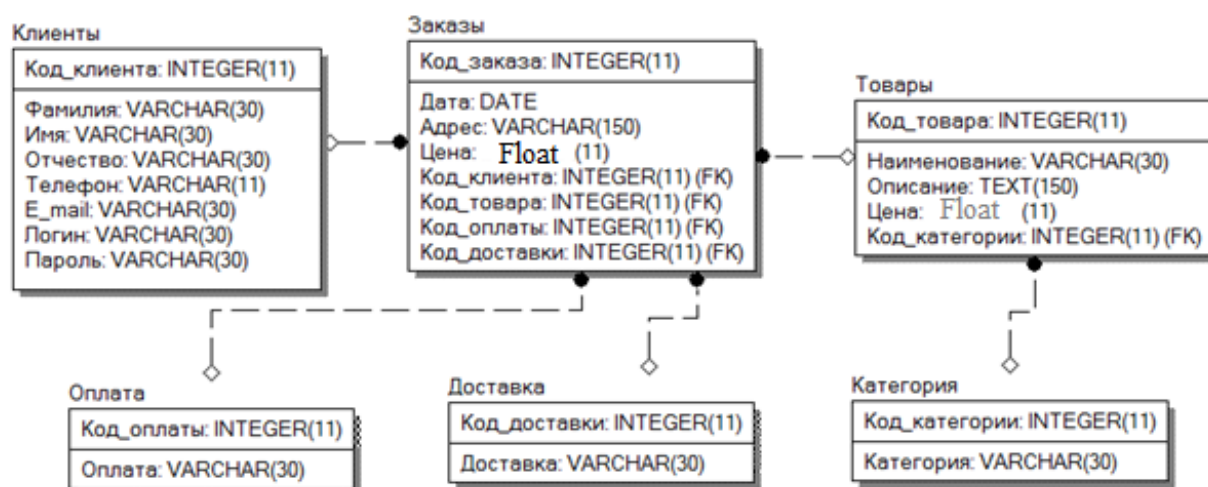 Клиенты
Код_клиента: INTEGER(11)
Фамилия: VARCHAR(30)
Имя: VARCHAR(30)
Отчество: VARCHAR(30)
Телефон: VARCHAR(11)
E_mail: VARCHAR(30)
Логин: VARCHAR(30)
Пароль: VARCHAR(30)
Заказы
Код_заказа: INTEGER(11)
Дата: DATE
Адрес: VARCHAR(150)
Цена: Float (11)
Код_клиента: INTEGER(11) (FK)
Код_товара: INTEGER(11) (FK)
Код_оплаты: INTEGER(11) (FK)
Код_доставки: INTEGER(11) (FK)
Товары
Код_товара: INTEGER(11)
Наименование: VARCHAR(30)
Описание: TEXT(150)
Цена: Float (11)
Код_категории: INTEGER(11) (FK)
Оплата
Код_оплаты: INTEGER(11)
Оплата: VARCHAR(30)
Доставка
Код_доставки: INTEGER(11)
Доставка: VARCHAR(30)
Категория
Код_категории: INTEGER(11)
Категория: VARCHAR(30)